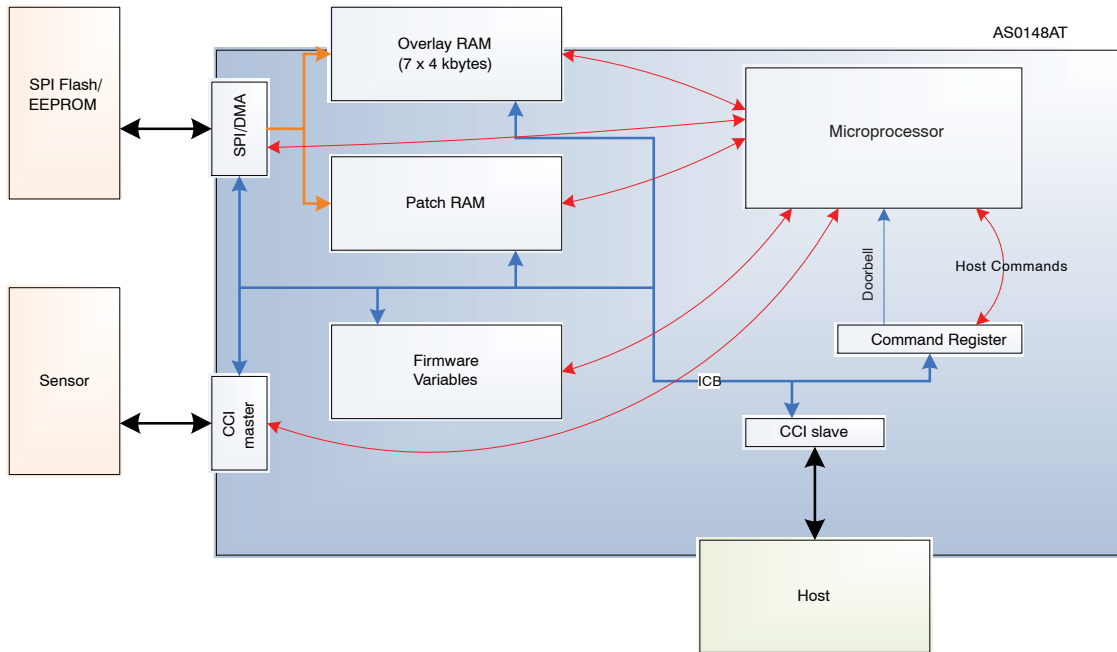 AS0148AT
SPI Flash/
EEPROM
SPI/DMA
Overlay RAM
(7 x 4 kbytes)
Microprocessor
Patch RAM
Doorbell
Host Commands
Sensor
CCI
master
Firmware
Variables
Command Register
ICB
CCI slave
Host